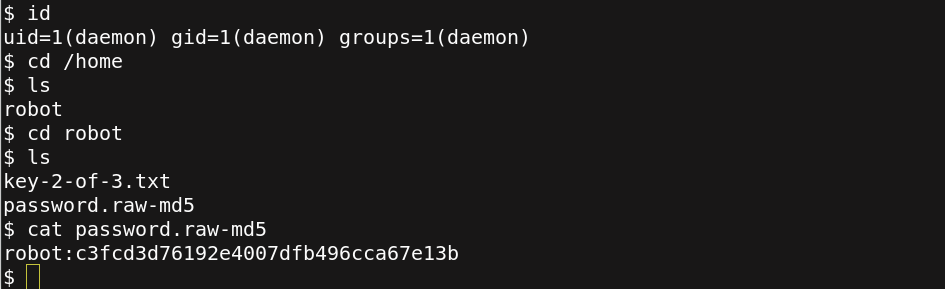 $ id
uid=1(daemon) gid=1(daemon) groups=1(daemon)
$ cd /home
$ ls
robot
$ cd robot
$ ls
key-2-of-3.txt
password.raw-md5
$ cat password.raw-md5
robot:c3fcd3d76192e4007dfb496cca67e13b
$